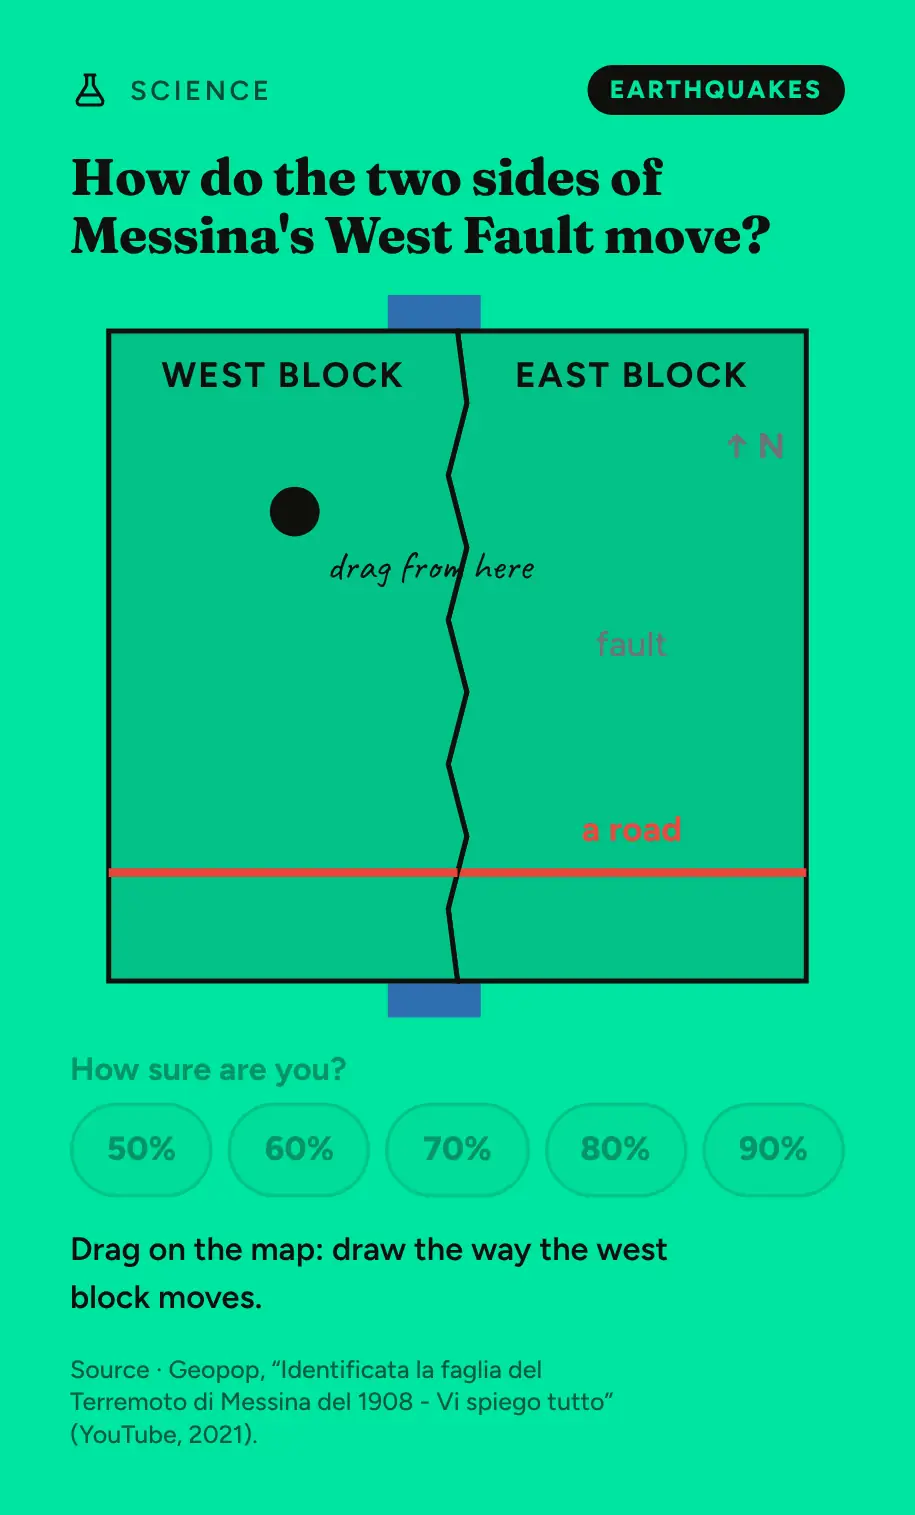 SCIENCE
EARTHQUAKES
How do the two sides of
Messina's West Fault move?
WEST BLOCK
EAST BLOCK
↑ N
drag from here
fault
a road
How sure are you?
50% 60% 70% 80% 90%
Drag on the map: draw the way the west
block moves.
Source · Geopop, “Identificata la faglia del
Terremoto di Messina del 1908 - Vi spiego tutto”
(YouTube, 2021).